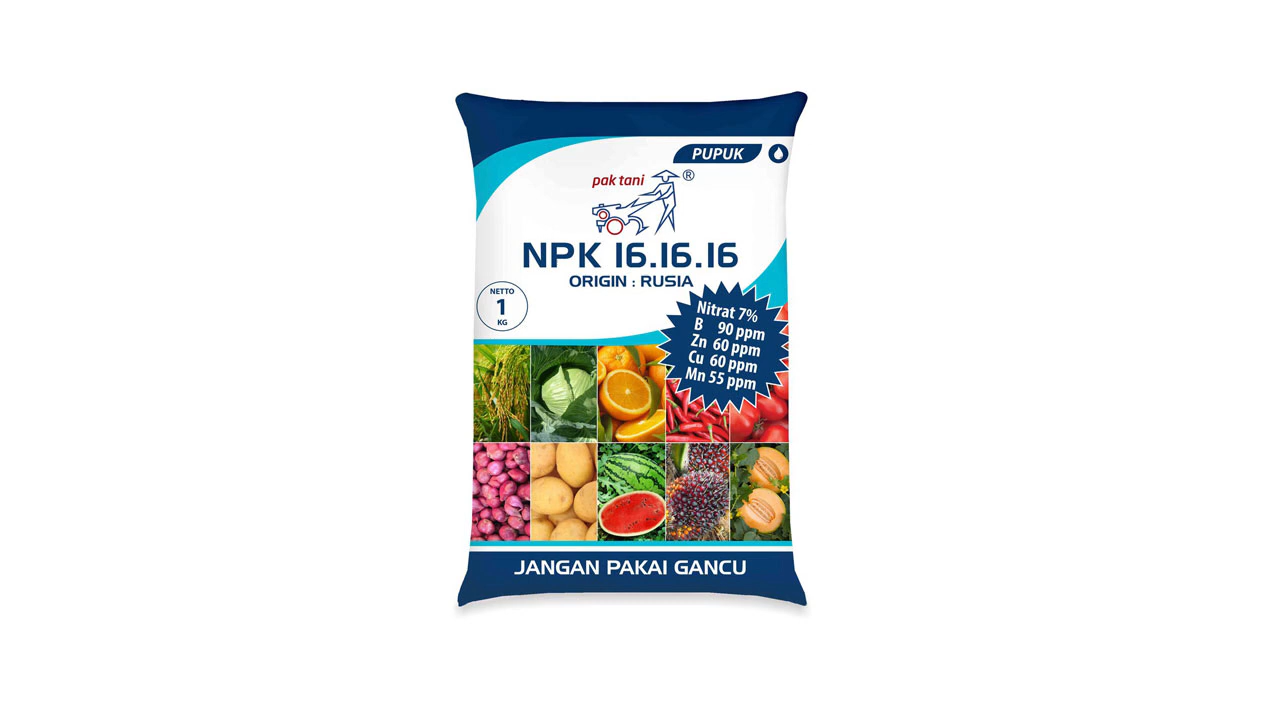 PUPUK
pak tani ®
NPK 16.16.16
ORIGIN : RUSIA
NETTO
1
KG
Nitrat 7%
B 90 ppm
Zn 60 ppm
Cu 60 ppm
Mn 55 ppm
JANGAN PAKAI GANCU